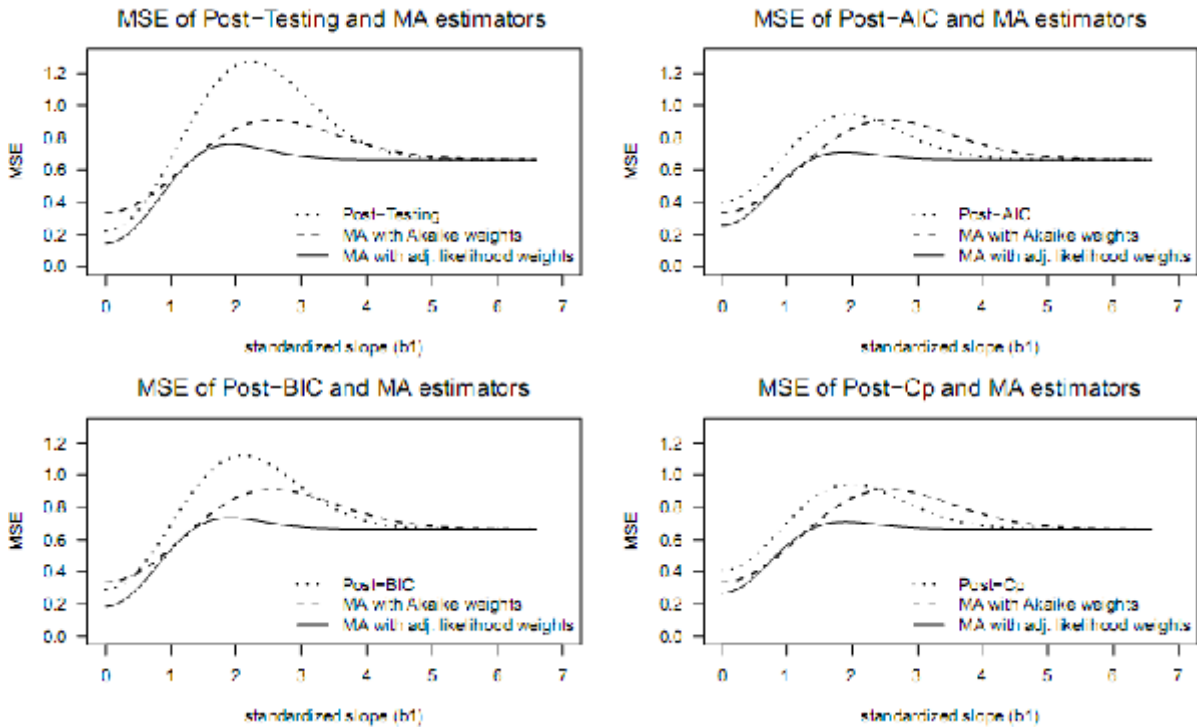 MSE of Post-Testing and MA estimators
MSE
1.2
1.0
0.8
0.6
0.4
0.2
0.0
Post-Testing
MA with Akaike weights
MA with adj. likelihood weights
0 1 2 3 4 5 6 7
standardized slope (b1)
MSE of Post-AIC and MA estimators
MSE
1.2
1.0
0.8
0.6
0.4
0.2
0.0
Post-AIC
MA with Akaike weights
MA with adj. likelihood weights
0 1 2 3 4 5 6 7
standardized slope (b1)
MSE of Post-BIC and MA estimators
MSE
1.2
1.0
0.8
0.6
0.4
0.2
0.0
Post-BIC
MA with Akaike weights
MA with adj. likelihood weights
0 1 2 3 4 5 6 7
standardized slope (b1)
MSE of Post-Cp and MA estimators
MSE
1.2
1.0
0.8
0.6
0.4
0.2
0.0
Post-Cp
MA with Akaike weights
MA with adj. likelihood weights
0 1 2 3 4 5 6 7
standardized slope (b1)